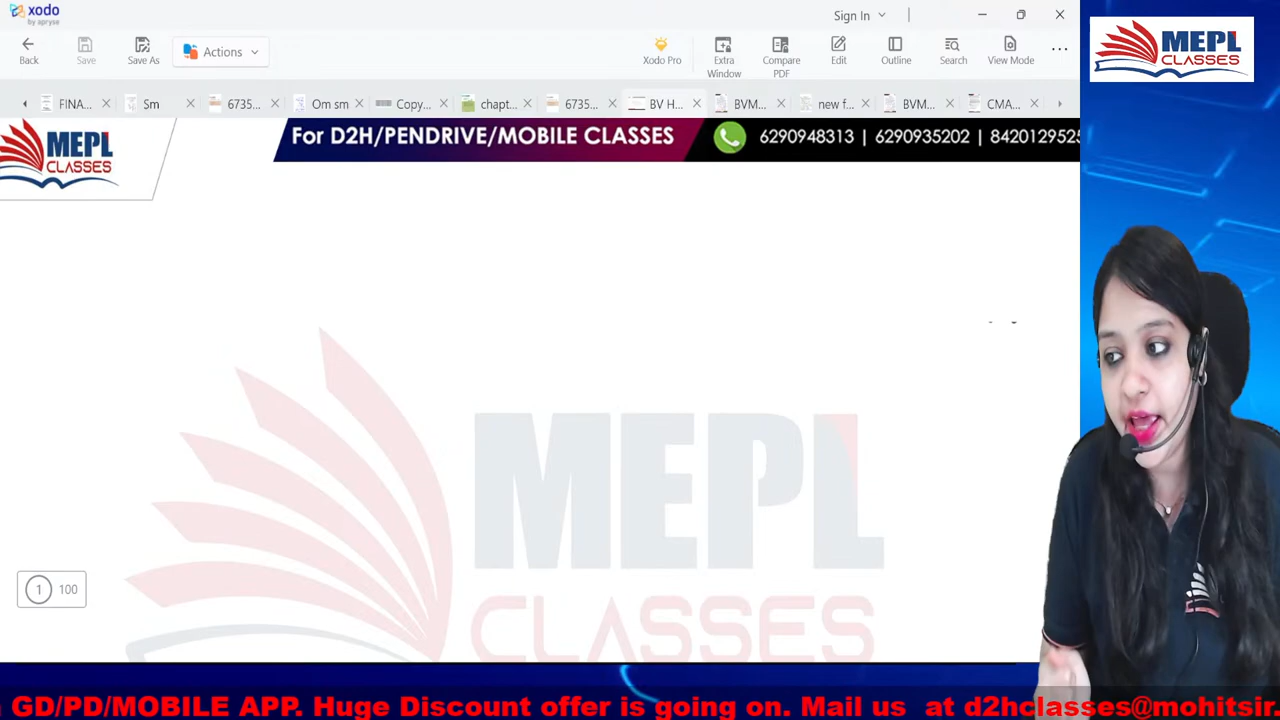 xodo
by apryse
Sign In
Back
Save
Save As
Actions
Xodo Pro
Extra Window
Compare PDF
Edit
Outline
Search
View Mode
FINA...
Sm
6735...
Om sm
Copy...
chapt...
6735...
BV H...
BVM...
new f...
BVM...
CMA...
MEPL
CLASSES
MEPL
CLASSES
For D2H/PENDRIVE/MOBILE CLASSES
6290948313 | 6290935202 | 842012952
MEPL
CLASSES
1 100
GD/PD/MOBILE APP. Huge Discount offer is going on. Mail us at d2hclasses@mohitsir.